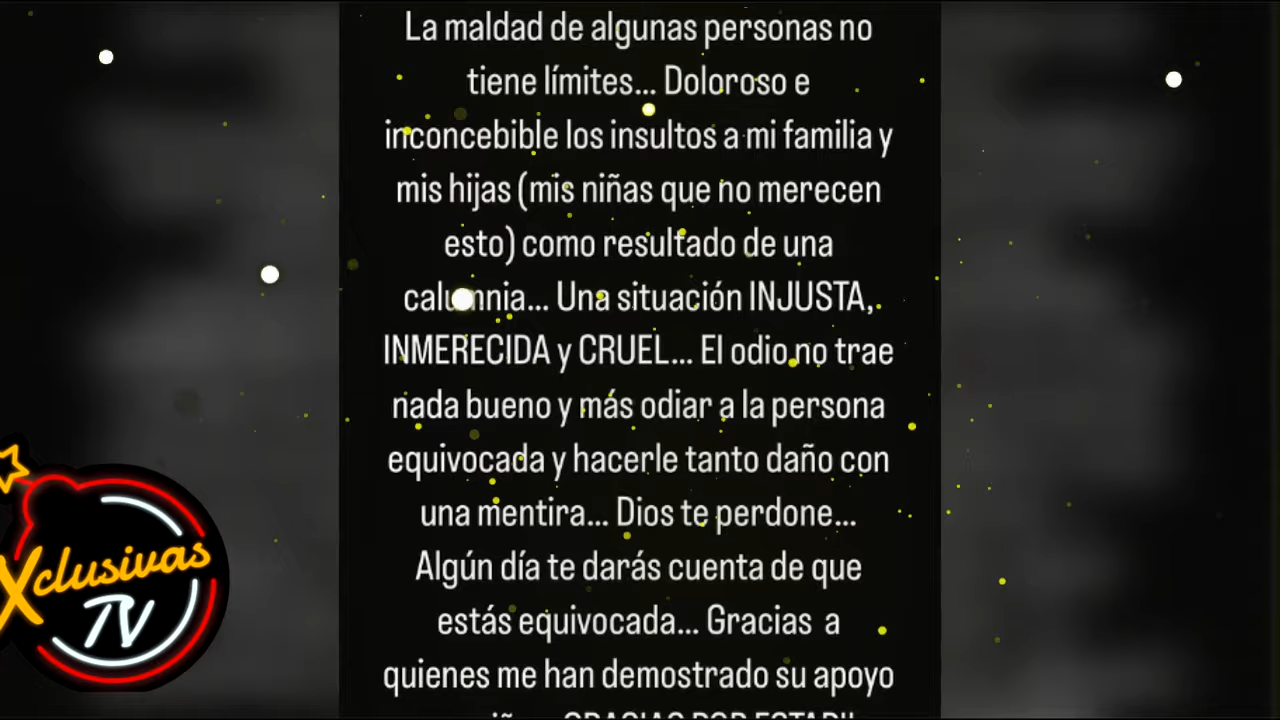 La maldad de algunas personas no
tiene límites... Doloroso e
inconcebible los insultos a mi familia y
mis hijas (mis niñas que no merecen
esto) como resultado de una
calumnia... Una situación INJUSTA,
INMERECIDA y CRUEL... El odio no trae
nada bueno y más odiar a la persona
equivocada y hacerle tanto daño con
una mentira... Dios te perdone...
Algún día te darás cuenta de que
estás equivocada... Gracias a
quienes me han demostrado su apoyo
GRACIAS POR ESTAR!!
Xclusivas
TV